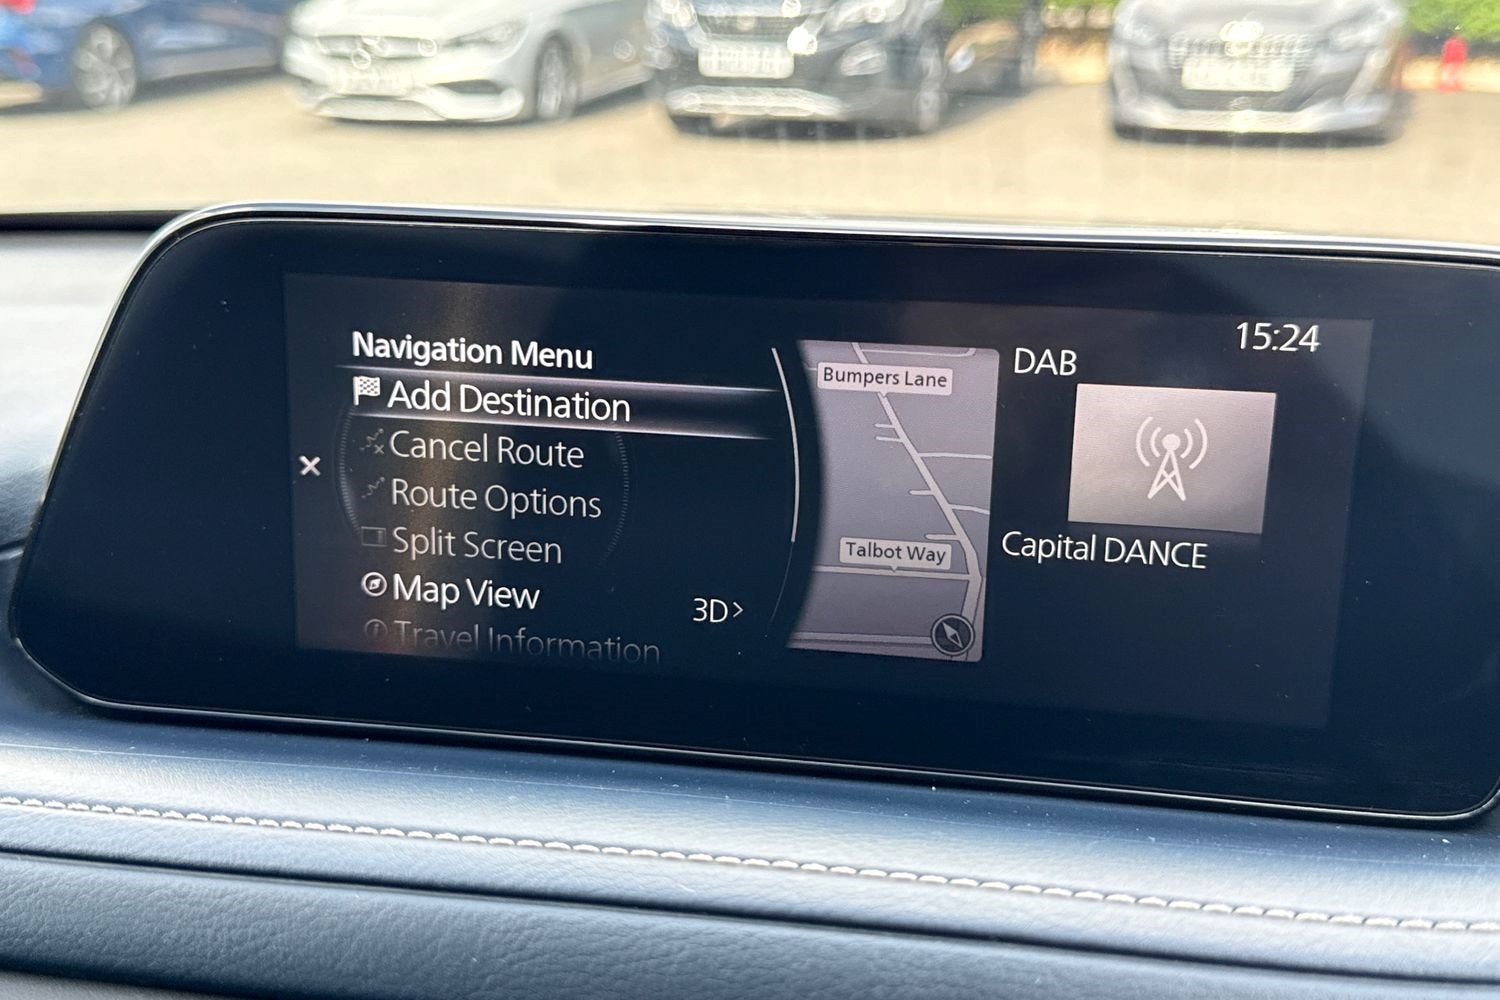 15:24
Navigation Menu
Add Destination
Cancel Route
Route Options
Split Screen
Map View
3D>
Travel Information
Bumpers Lane
Talbot Way
DAB
Capital DANCE